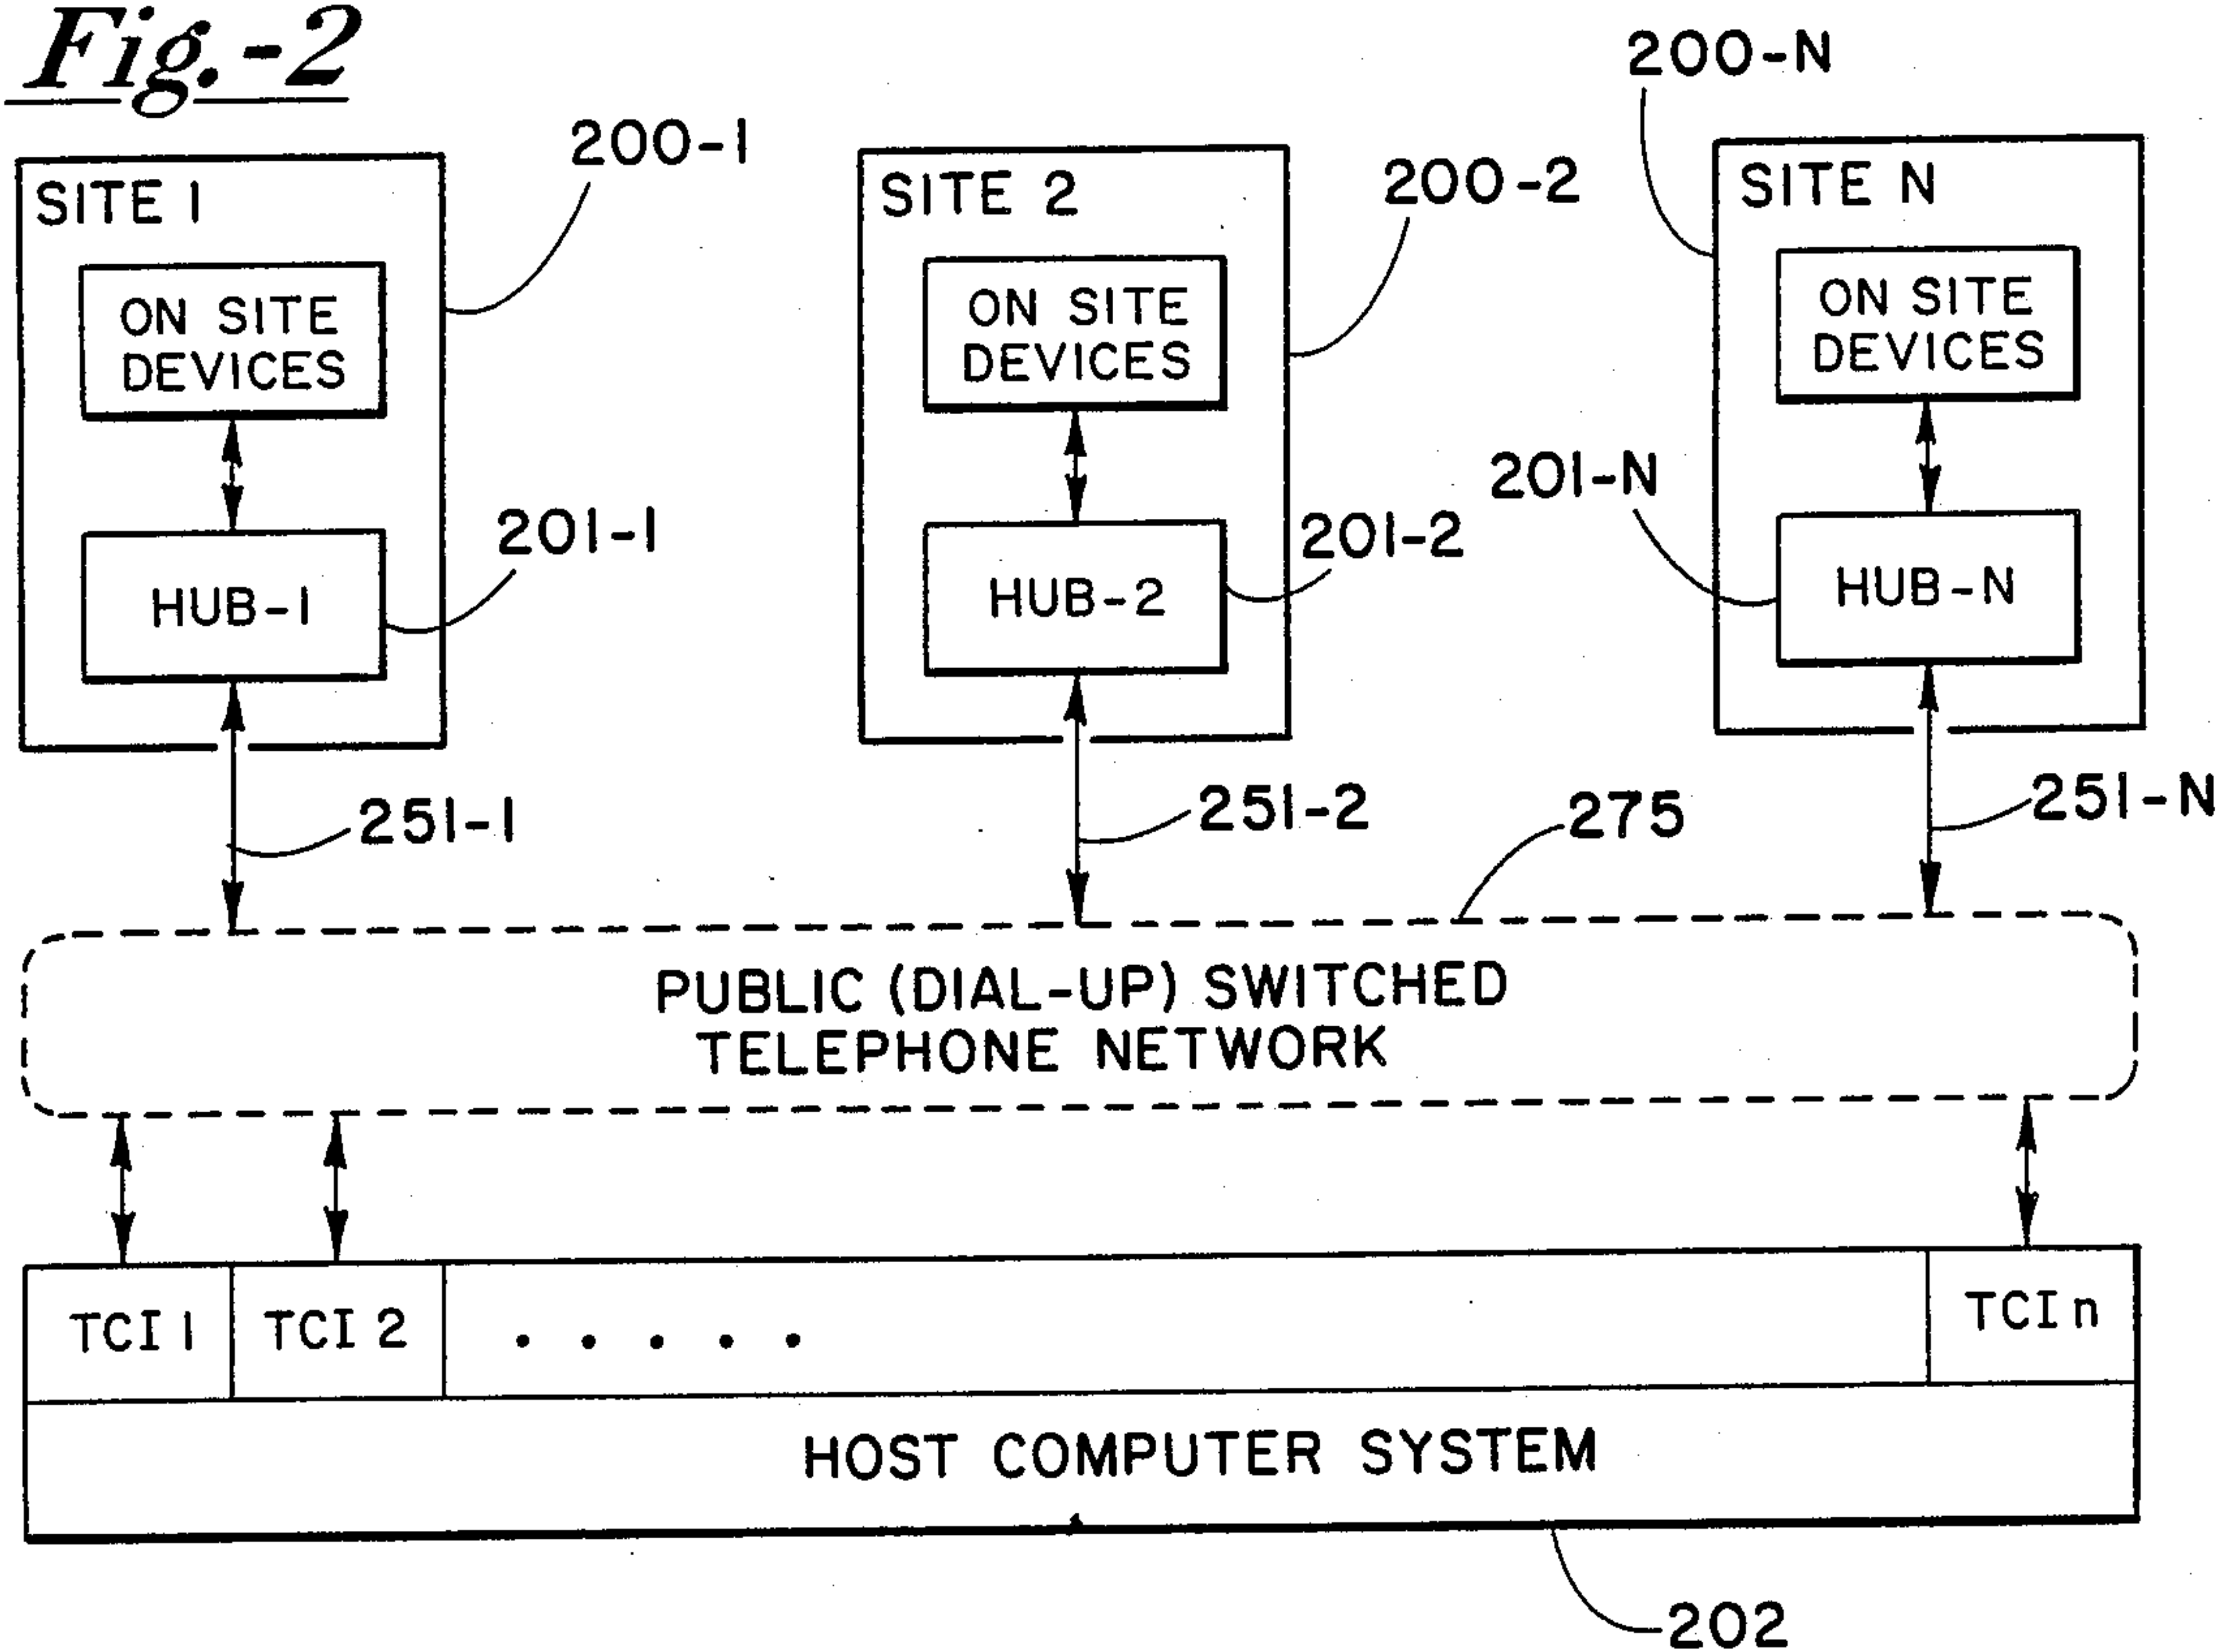 Fig.-2
200-N
200-1
200-2
SITE 1
ON SITE
DEVICES
HUB-1
201-1
SITE 2
ON SITE
DEVICES
HUB-2
201-2
SITE N
ON SITE
DEVICES
201-N
HUB-N
251-1
251-2
275
251-N
PUBLIC (DIAL-UP) SWITCHED
TELEPHONE NETWORK
TCI 1
TCI 2
. . . . .
TCI n
HOST COMPUTER SYSTEM
202